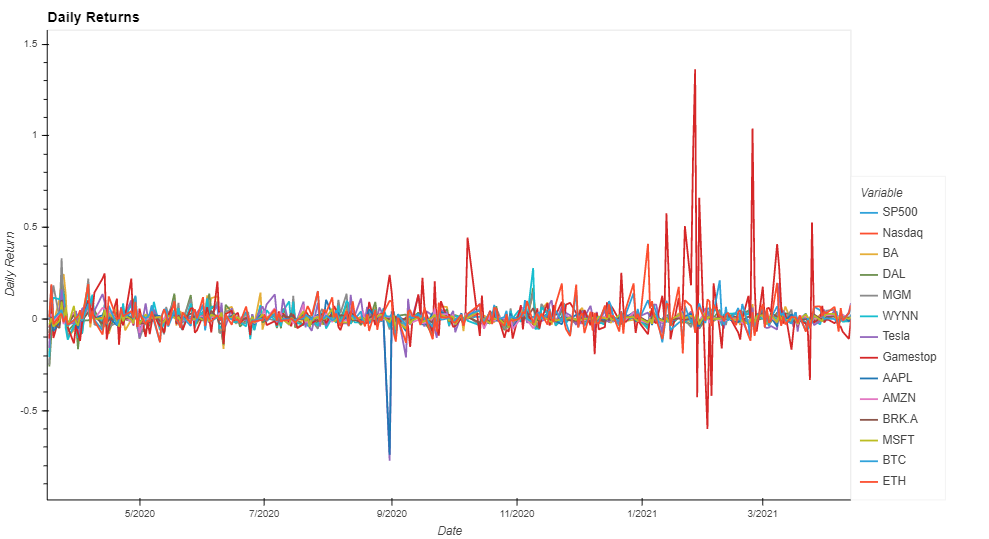 Daily Returns
1.5
1
0.5
0
-0.5
Daily Return
5/2020
7/2020
9/2020
11/2020
1/2021
3/2021
Date
Variable
SP500
Nasdaq
BA
DAL
MGM
WYNN
Tesla
Gamestop
AAPL
AMZN
BRK.A
MSFT
BTC
ETH